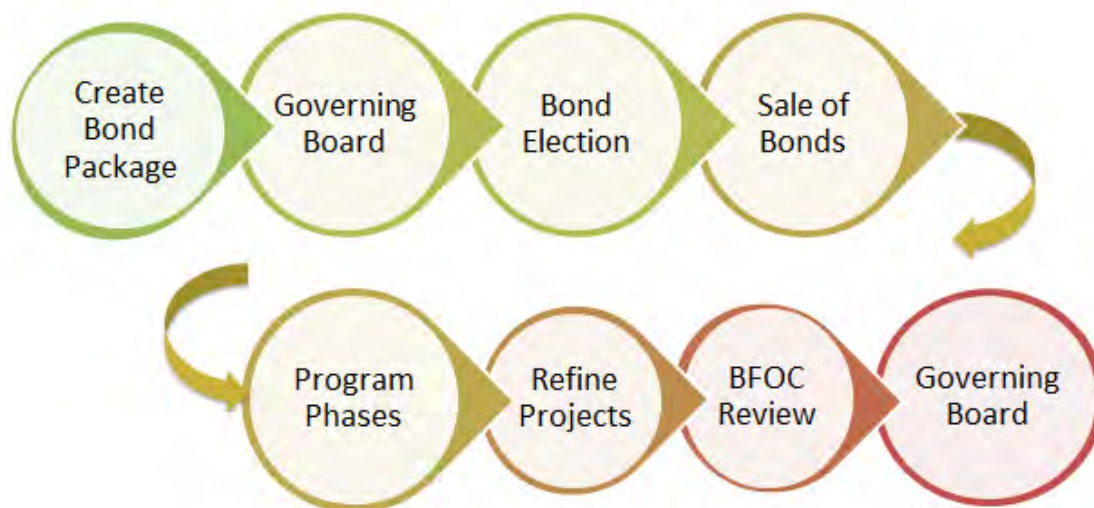 Create
Bond
Package
Governing
Board
Bond
Election
Sale of
Bonds
Program
Phases
Refine
Projects
BFOC
Review
Governing
Board